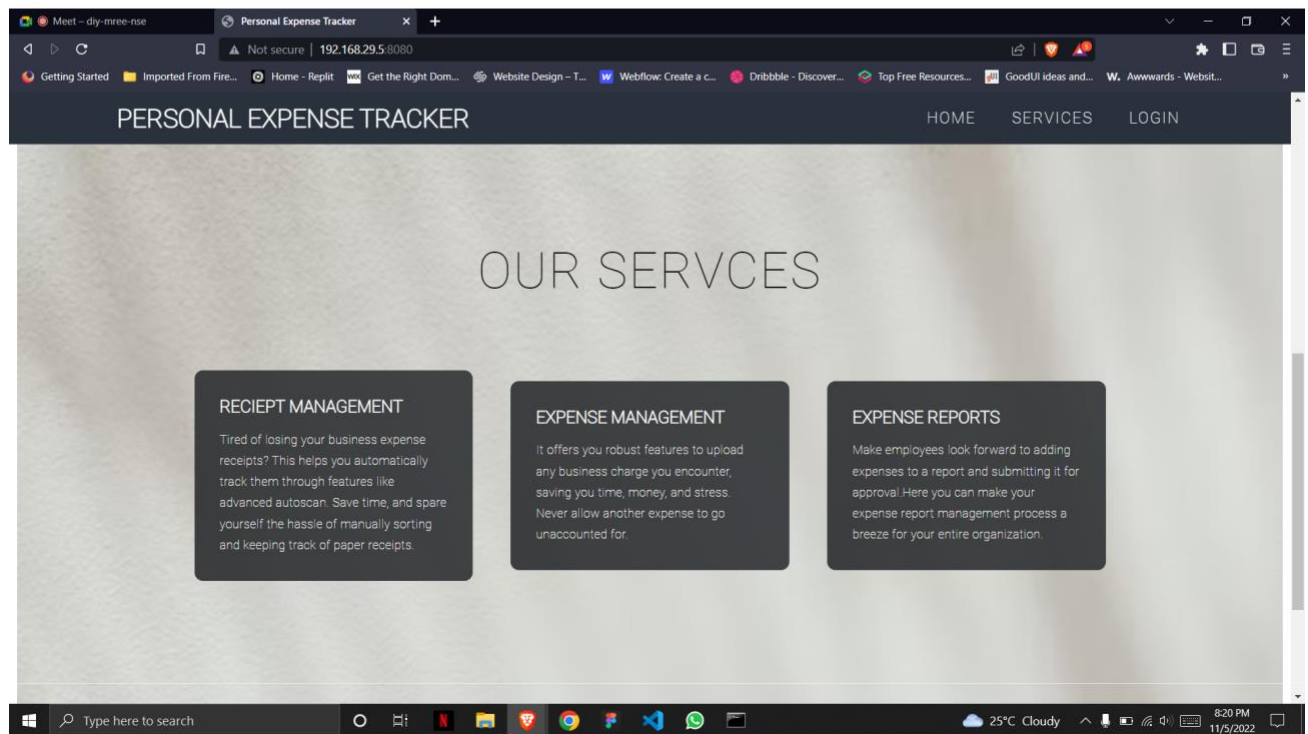 Meet – diy-mree-nse
Personal Expense Tracker
Not secure | 192.168.29.5:8080
Getting Started
Imported From Fire...
Home - Replit
Get the Right Dom...
Website Design – T...
Webflow: Create a c...
Dribbble - Discover...
Top Free Resources...
GoodUI ideas and...
W. Awwwards - Websit...
PERSONAL EXPENSE TRACKER
HOME
SERVICES
LOGIN
OUR SERVCES
RECIEPT MANAGEMENT
Tired of losing your business expense
receipts? This helps you automatically
track them through features like
advanced autoscan. Save time, and spare
yourself the hassle of manually sorting
and keeping track of paper receipts.
EXPENSE MANAGEMENT
It offers you robust features to upload
any business charge you encounter,
saving you time, money, and stress.
Never allow another expense to go
unaccounted for.
EXPENSE REPORTS
Make employees look forward to adding
expenses to a report and submitting it for
approval.Here you can make your
expense report management process a
breeze for your entire organization.
Type here to search
25°C Cloudy
8:20 PM
11/5/2022